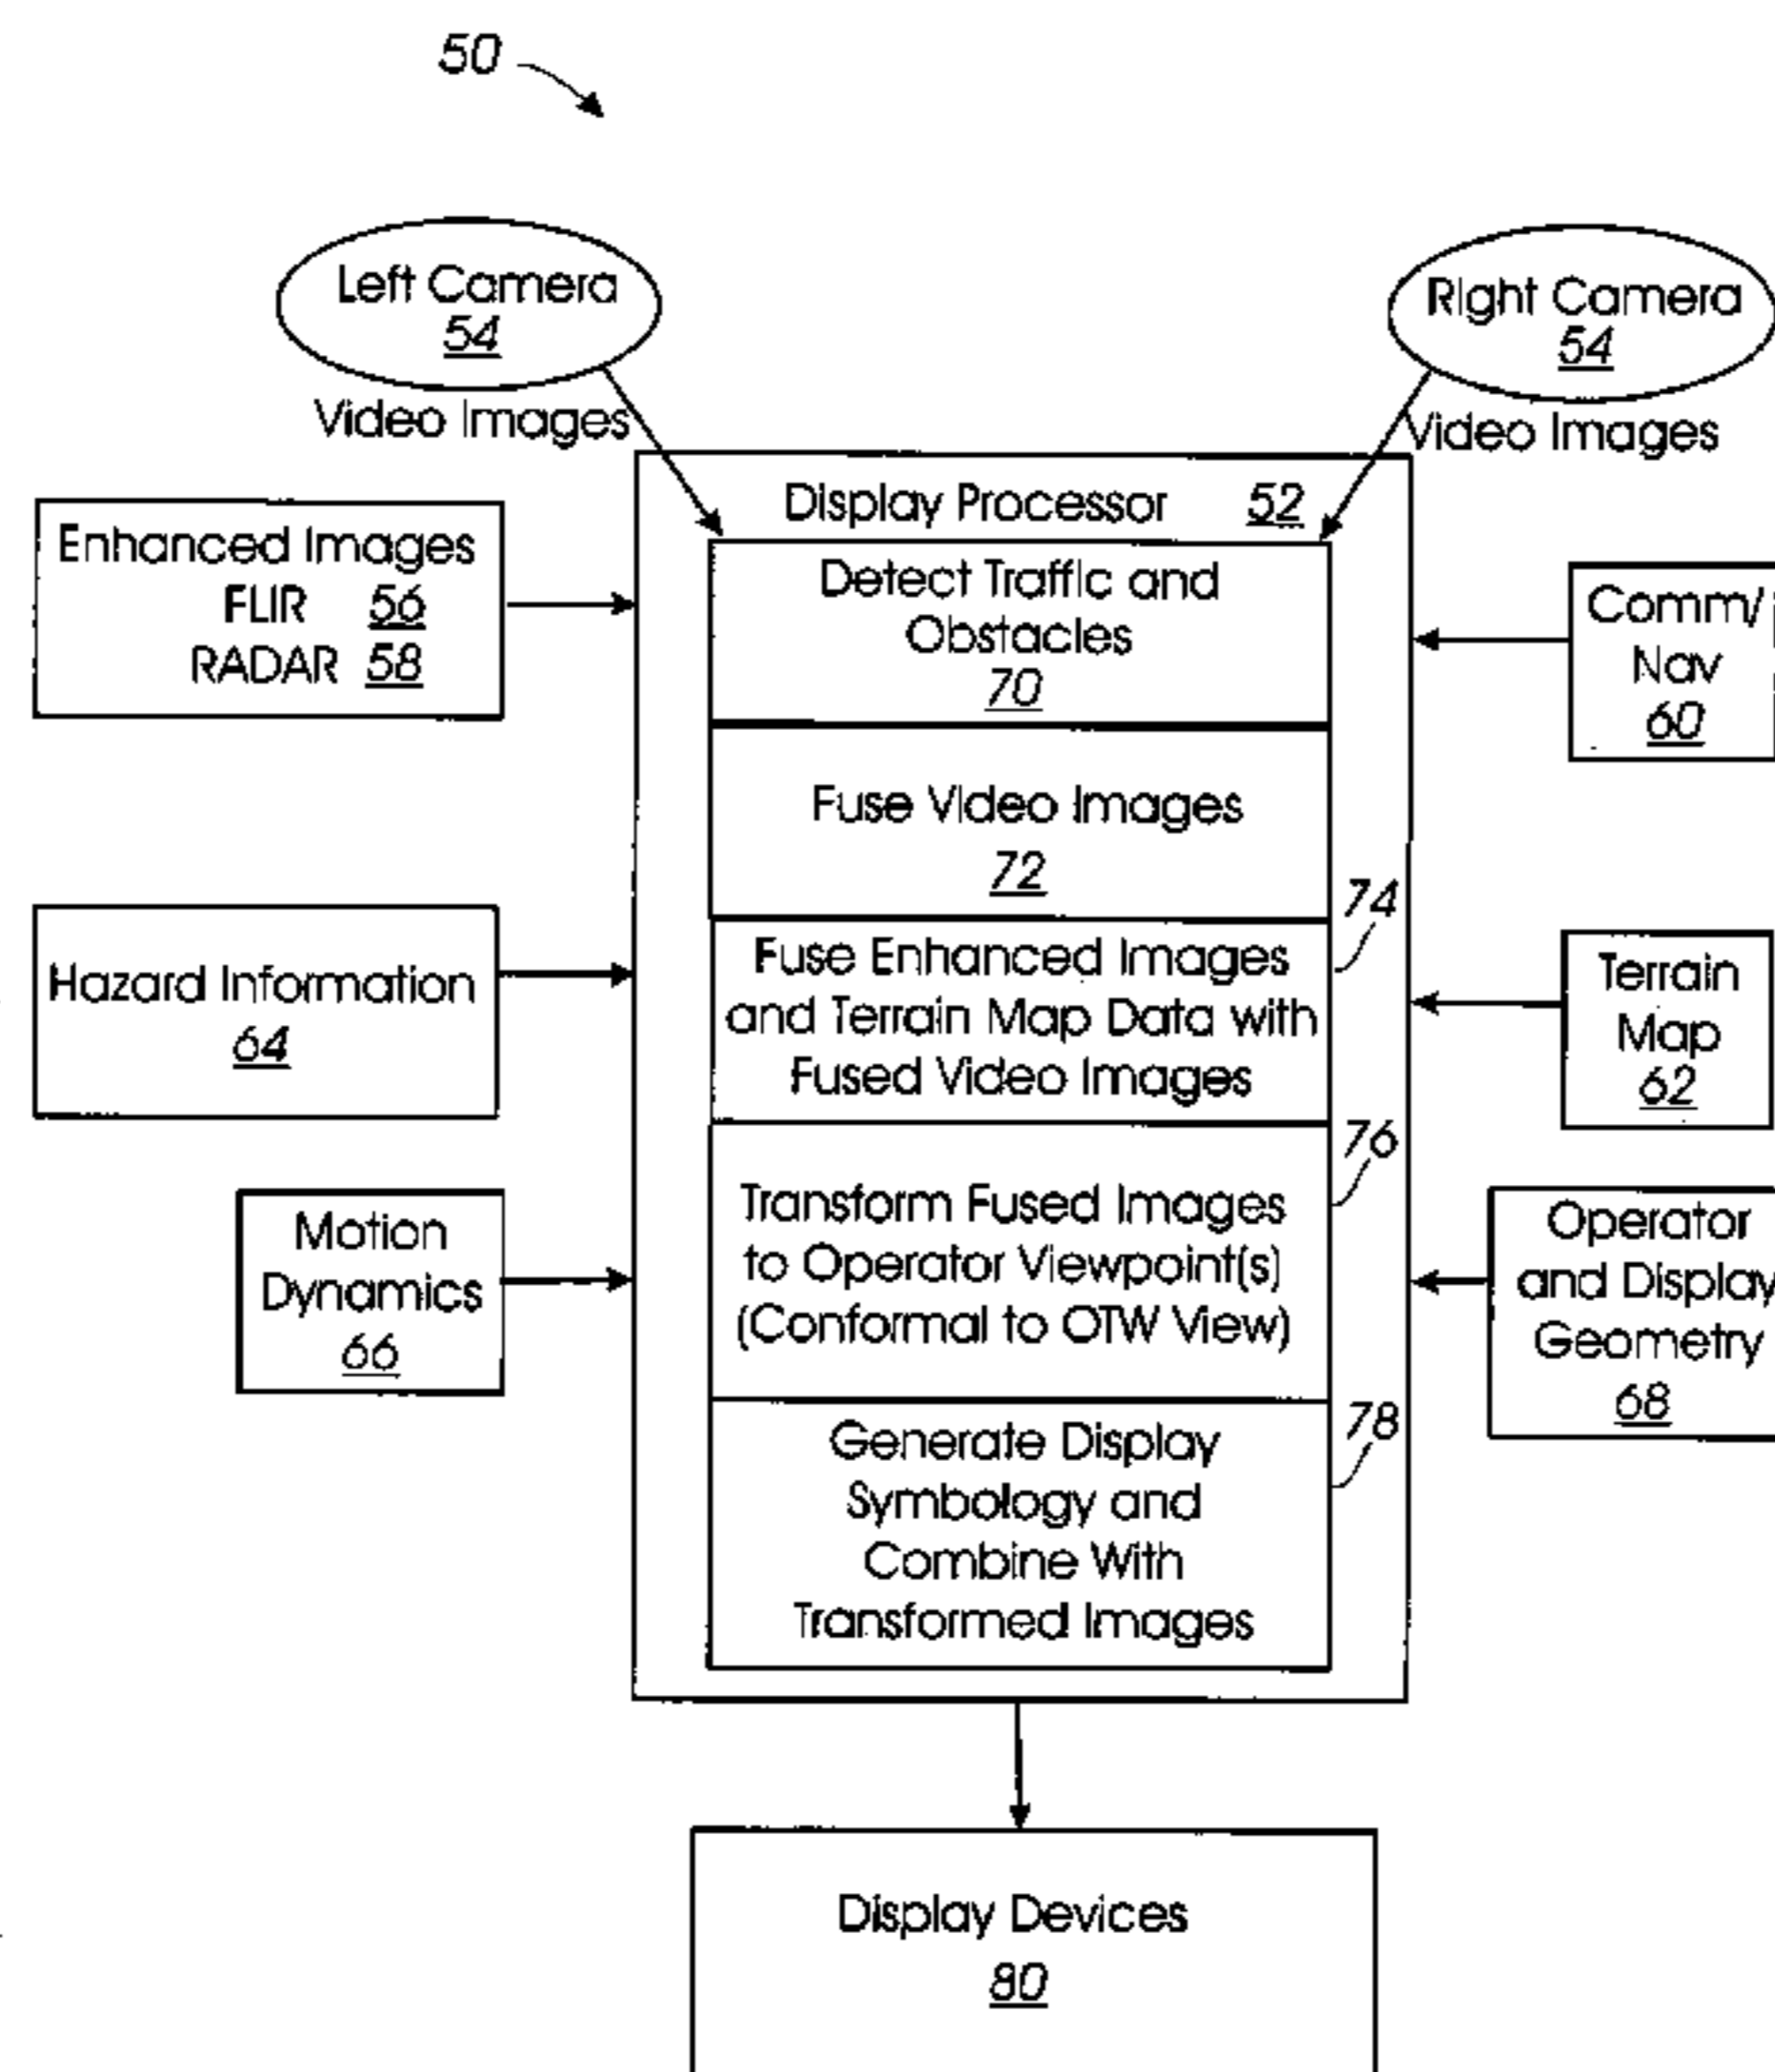 50
Left Camera
54
Right Camera
54
Video Images
Video Images
Display Processor 52
Enhanced Images
FLIR 56
RADAR 58
Detect Traffic and
Obstacles
70
Comm/
Nav
60
Fuse Video Images
72
74
Hazard Information
64
Fuse Enhanced Images
and Terrain Map Data with
Fused Video Images
Terrain
Map
62
76
Motion
Dynamics
66
Transform Fused Images
to Operator Viewpoint(s)
(Conformal to OTW View)
Operator
and Display
Geometry
68
78
Generate Display
Symbology and
Combine With
Transformed Images
Display Devices
80